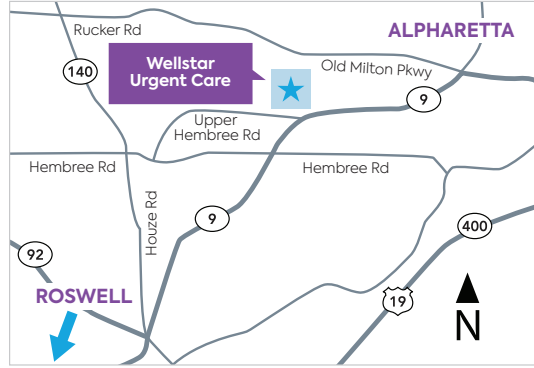 Rucker Rd
ALPHARETTA
140
Wellstar
Urgent Care
Old Milton Pkwy
9
Upper
Hembree Rd
Hembree Rd
Hembree Rd
Houze Rd
9
400
92
ROSWELL
19
N